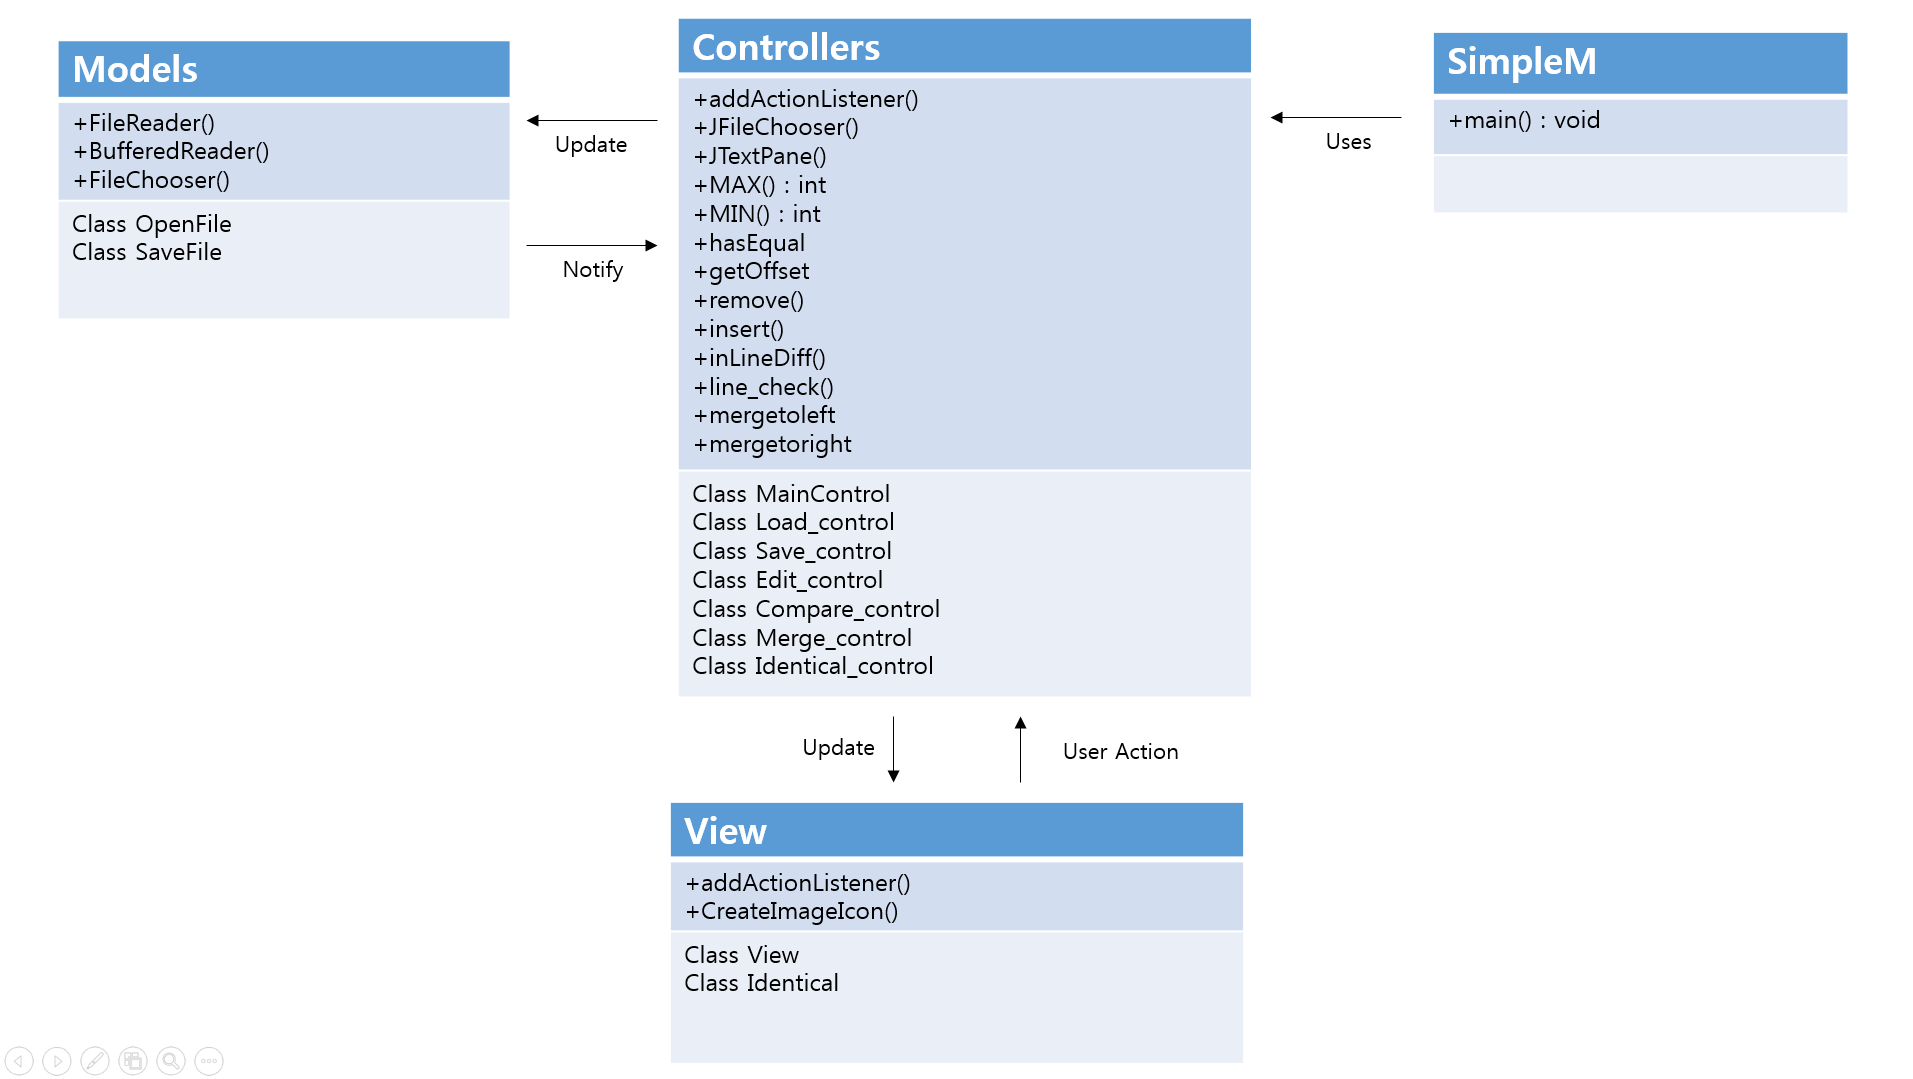 Models
+FileReader()
+BufferedReader()
+FileChooser()
Class OpenFile
Class SaveFile
Update
Notify
Controllers
+addActionListener()
+JFileChooser()
+JTextPane()
+MAX() : int
+MIN() : int
+hasEqual
+getOffset
+remove()
+insert()
+inLineDiff()
+line_check()
+mergetoleft
+mergetoright
Class MainControl
Class Load_control
Class Save_control
Class Edit_control
Class Compare_control
Class Merge_control
Class Identical_control
Uses
SimpleM
+main() : void
Update
User Action
View
+addActionListener()
+CreateImageIcon()
Class View
Class Identical